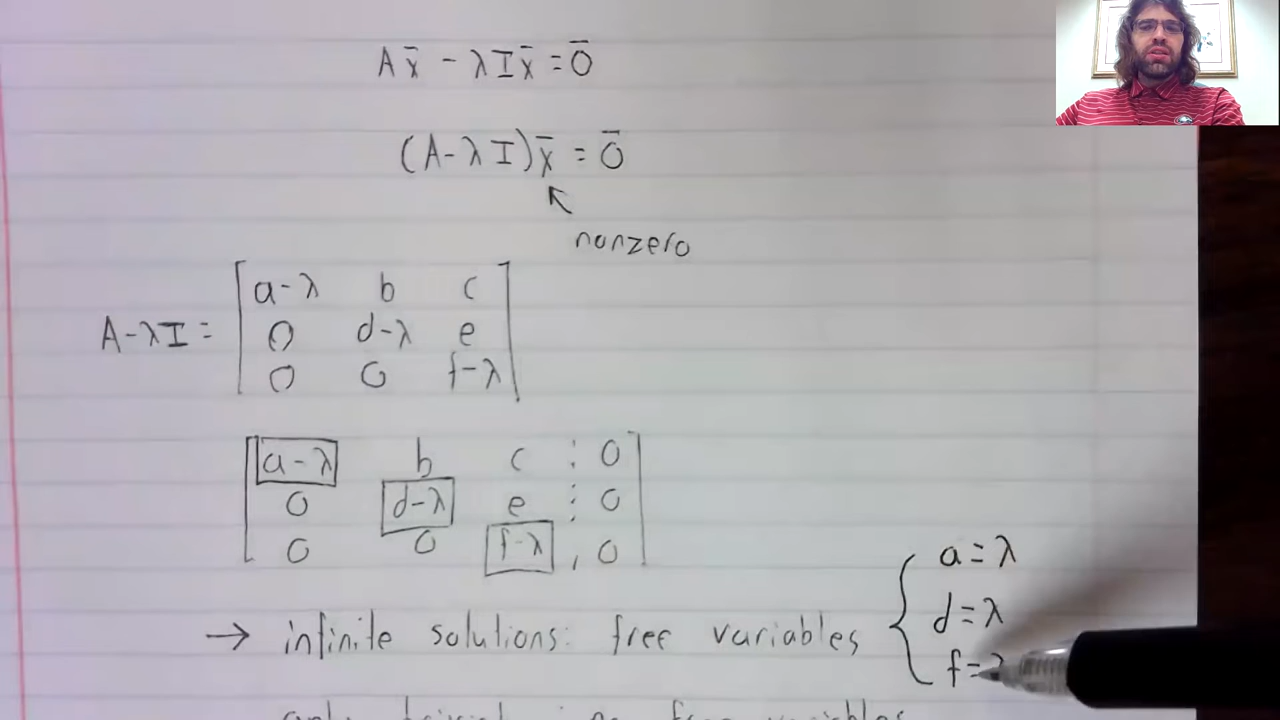 Ax̄ - λIx̄ = 0̄
(A-λI)x̄ = 0̄
nonzero
A-λI =
a-λ b c
0 d-λ e
0 0 f-λ
a-λ b c : 0
0 d-λ e : 0
0 0 f-λ , 0
a=λ
d=λ
→ infinite solutions: free variables
f=λ